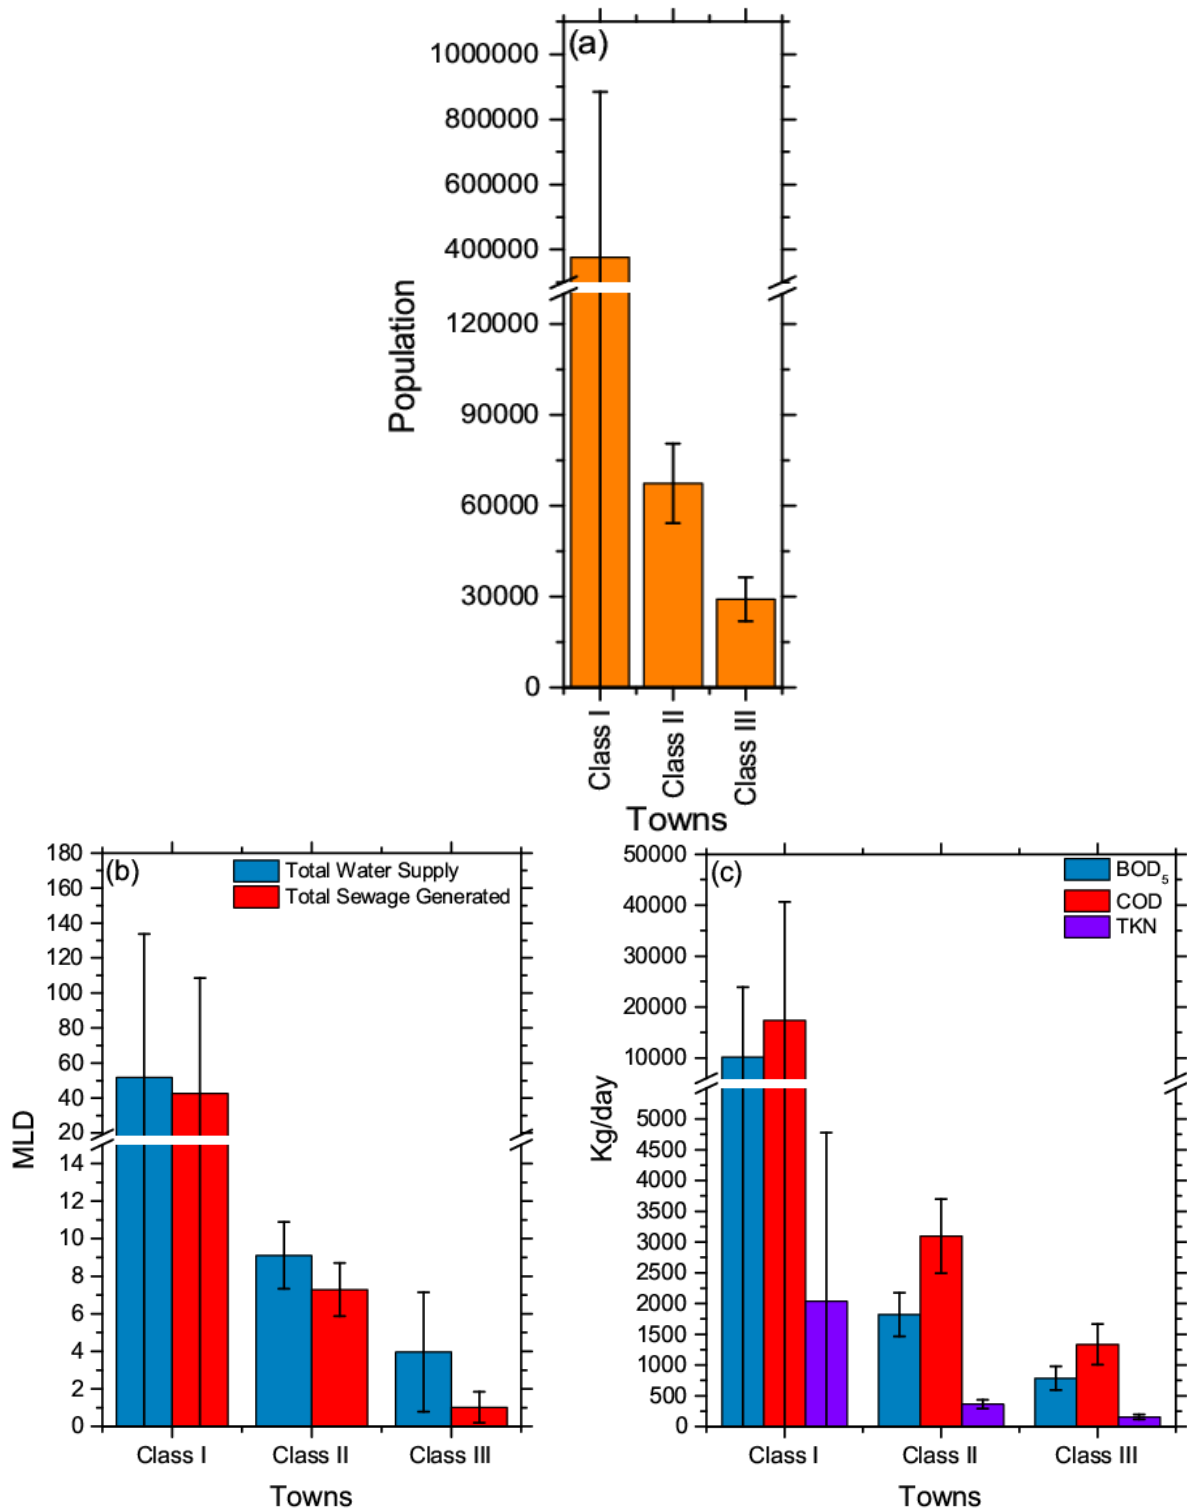 (a)
1000000
800000
600000
400000
120000
90000
60000
30000
0
Population
Class I
Class II
Class III
Towns
(b)
Total Water Supply
Total Sewage Generated
180
160
140
120
100
80
60
40
20
14
12
10
8
6
4
2
0
MLD
Class I
Class II
Class III
Towns
(c)
BOD5
COD
TKN
50000
40000
30000
20000
10000
5000
4500
4000
3500
3000
2500
2000
1500
1000
500
0
Kg/day
Class I
Class II
Class III
Towns